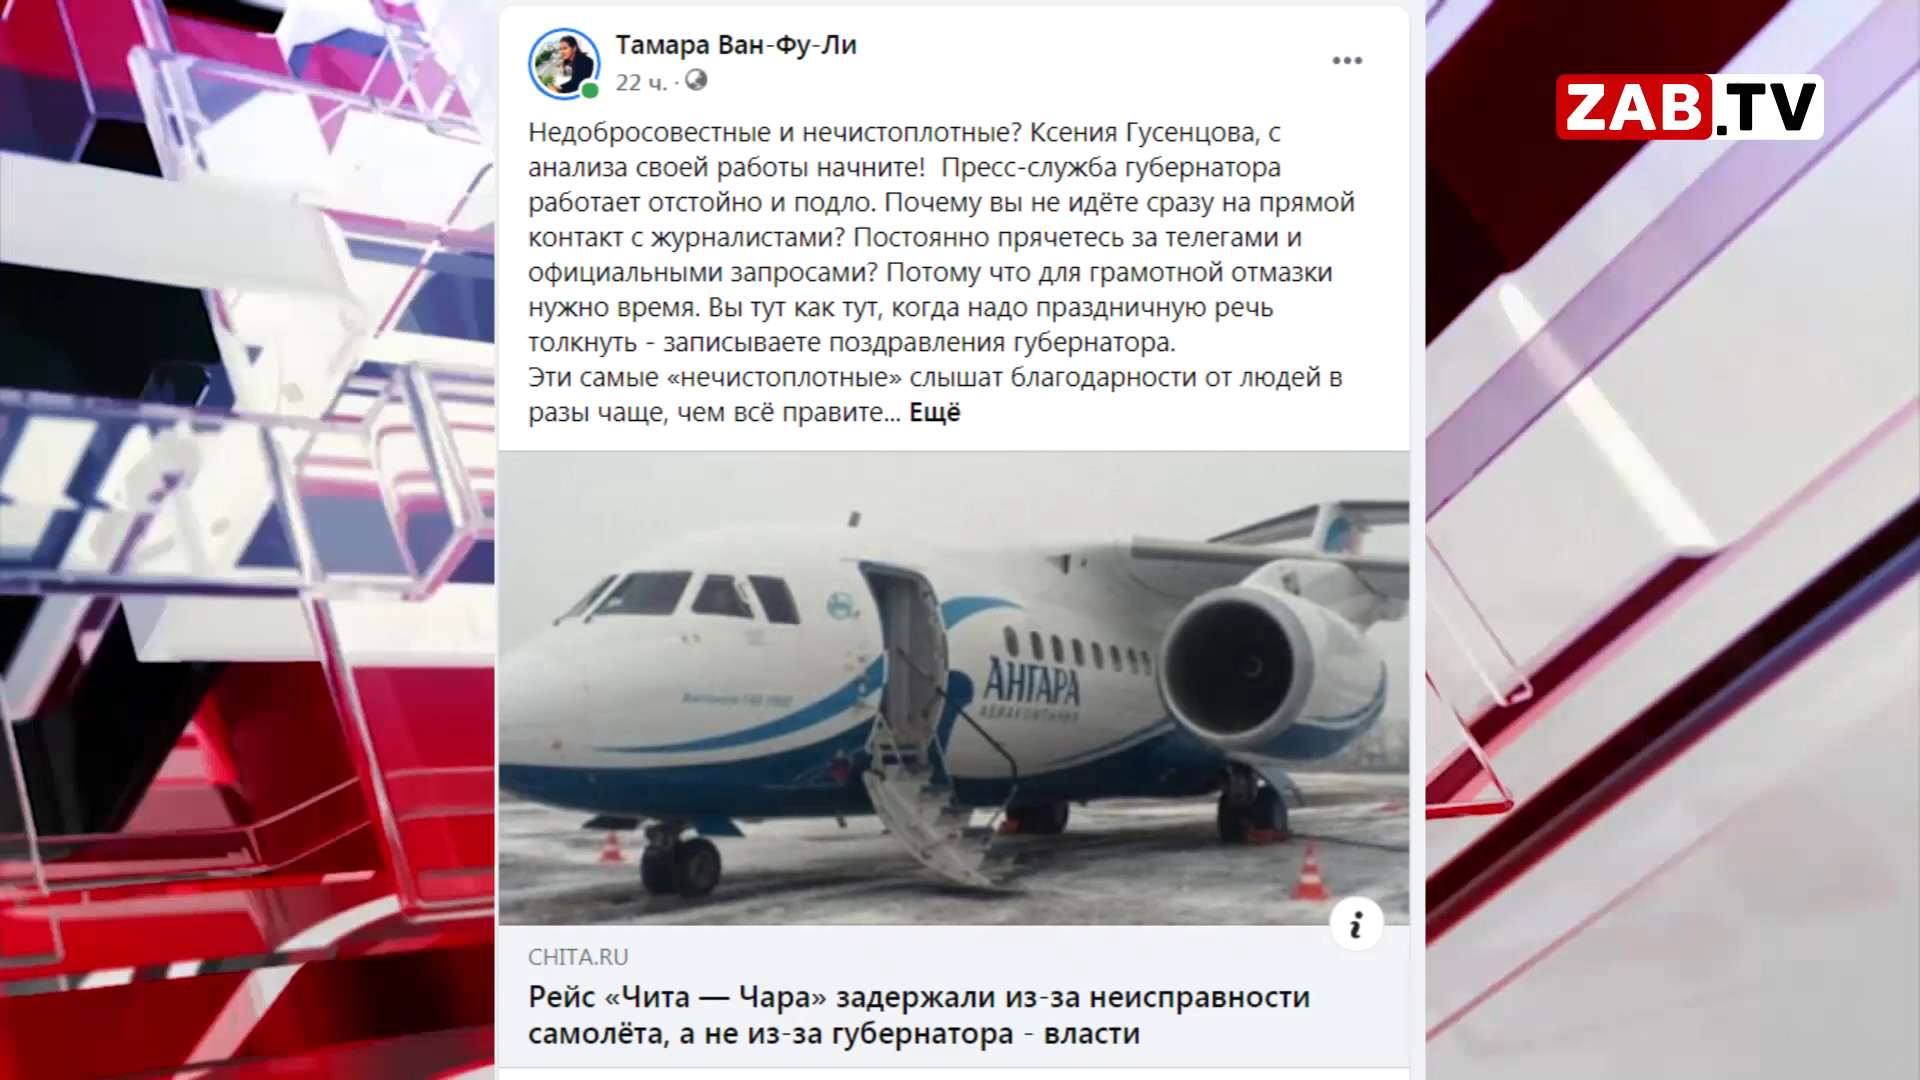 Тамара Ван-Фу-Ли
22 ч. ·
ZAB.TV
Недобросовестные и нечистоплотные? Ксения Гусенцова, с
анализа своей работы начните! Пресс-служба губернатора
работает отстойно и подло. Почему вы не идёте сразу на прямой
контакт с журналистами? Постоянно прячетесь за телегами и
официальными запросами? Потому что для грамотной отмазки
нужно время. Вы тут как тут, когда надо праздничную речь
толкнуть - записываете поздравления губернатора.
Эти самые «нечистоплотные» слышат благодарности от людей в
разы чаще, чем всё правите... Ещё
АНГАРА
АВИАКОМПАНИЯ
CHITA.RU
Рейс «Чита — Чара» задержали из-за неисправности
самолёта, а не из-за губернатора - власти